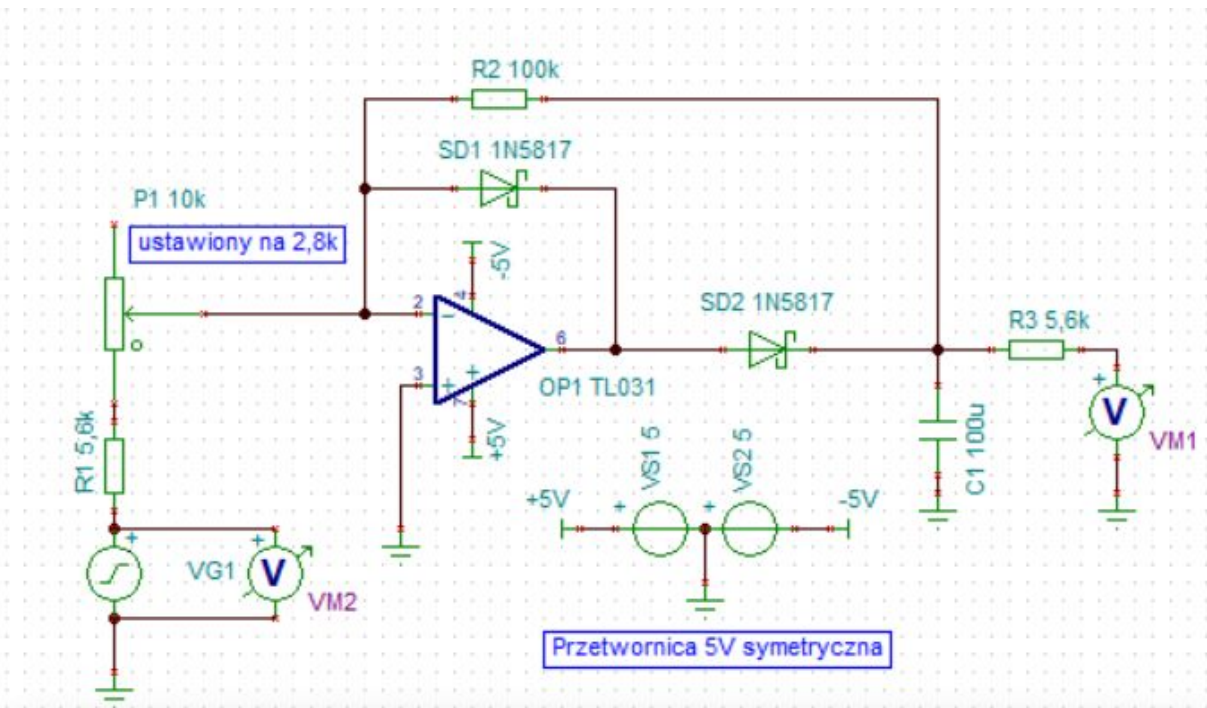 R2 100k
SD1 1N5817
P1 10k
ustawiony na 2,8k
-5V
4
2
SD2 1N5817
R3 5,6k
6
3
OP1 TL031
7
+5V
V
VM1
R1 5,6k
VS1 5
VS2 5
C1 100u
+5V
-5V
VG1
V
VM2
Przetwornica 5V symetryczna